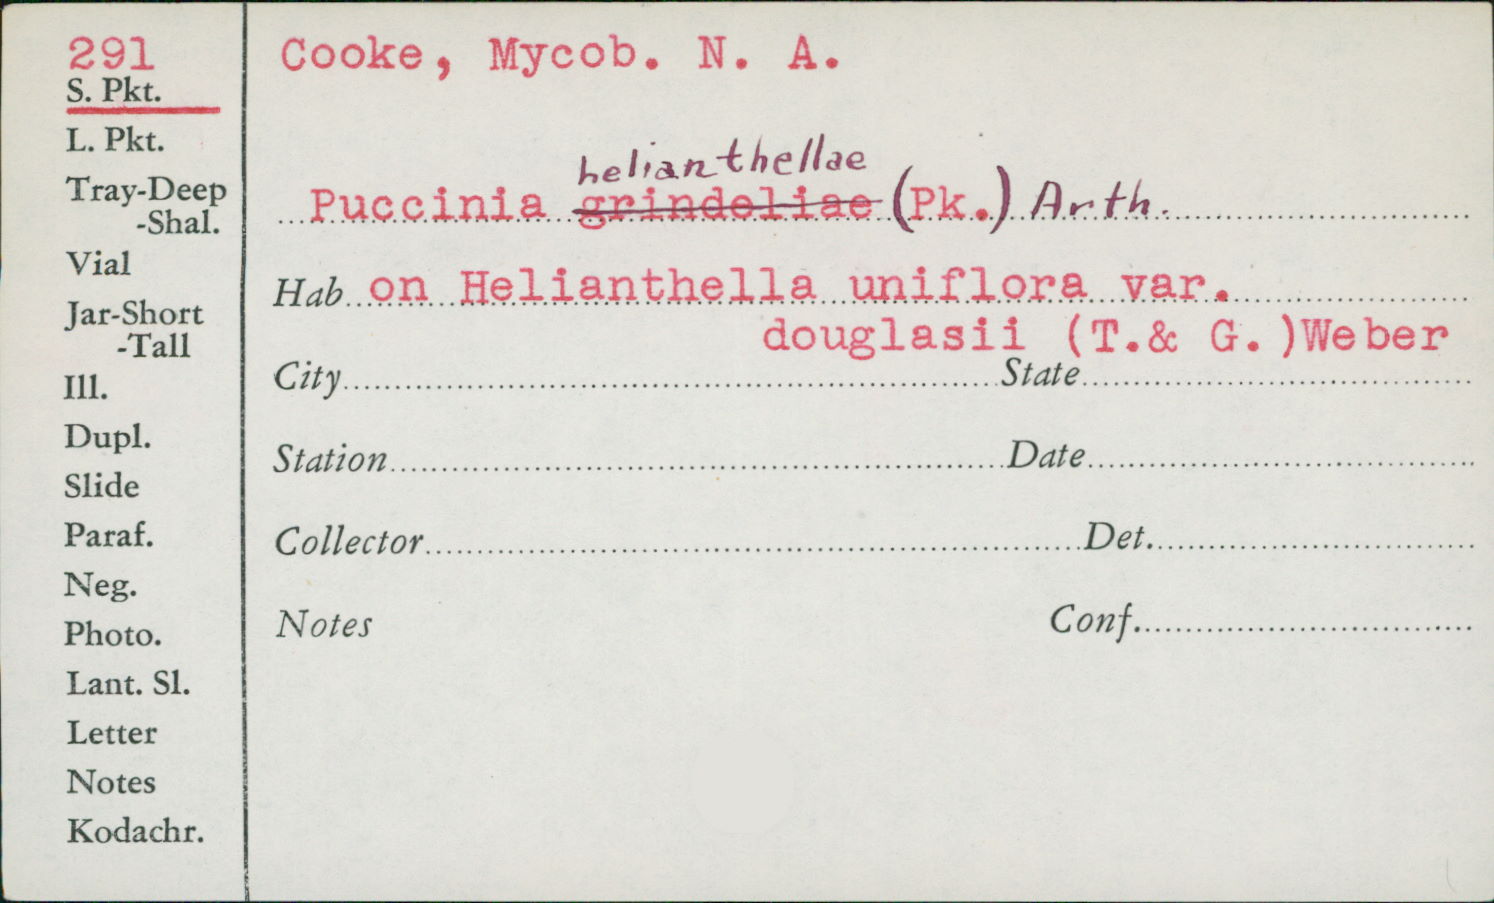 291
S. Pkt.
L. Pkt.
Tray-Deep
-Shal.
Vial
Jar-Short
-Tall
Ill.
Dupl.
Slide
Paraf.
Neg.
Photo.
Lant. Sl.
Letter
Notes
Kodachr.
Cooke, Mycob. N. A.
helianthellae
Puccinia grindeliae (Pk.) Arth.
Hab on Helianthella uniflora var.
douglasii (T.& G.)Weber
City State
Station Date
Collector Det.
Notes Conf.